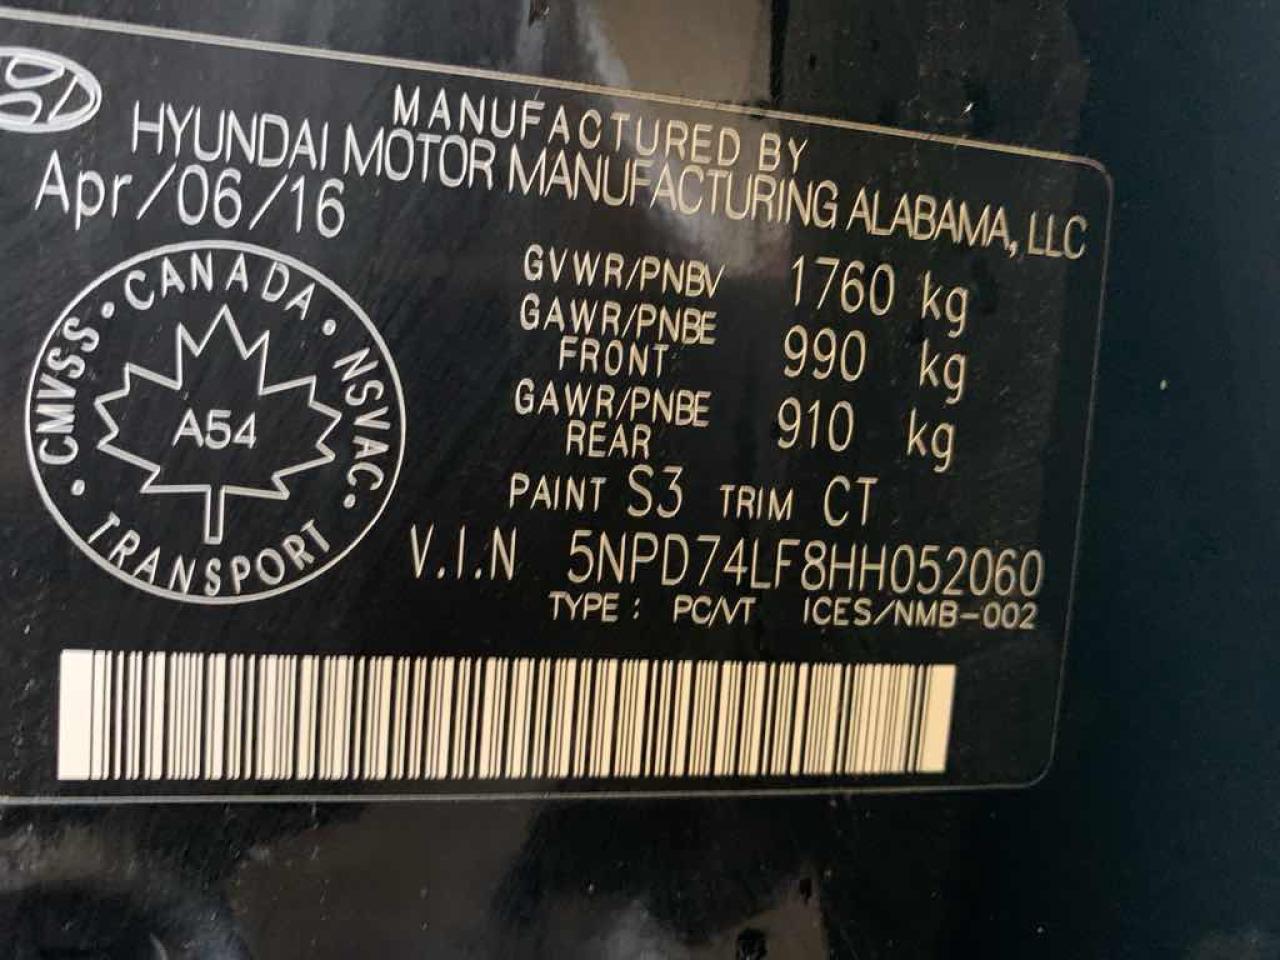 MANUFACTURED BY
HYUNDAI MOTOR MANUFACTURING ALABAMA, LLC
Apr/06/16
GVWR/PNBV 1760 kg
GAWR/PNBE FRONT 990 kg
GAWR/PNBE REAR 910 kg
PAINT S3 TRIM CT
V.I.N 5NPD74LF8HH052060
TYPE : PC/VT ICES/NMB-002
CANADA · NSVAC · TRANSPORT · CMVSS ·
A54